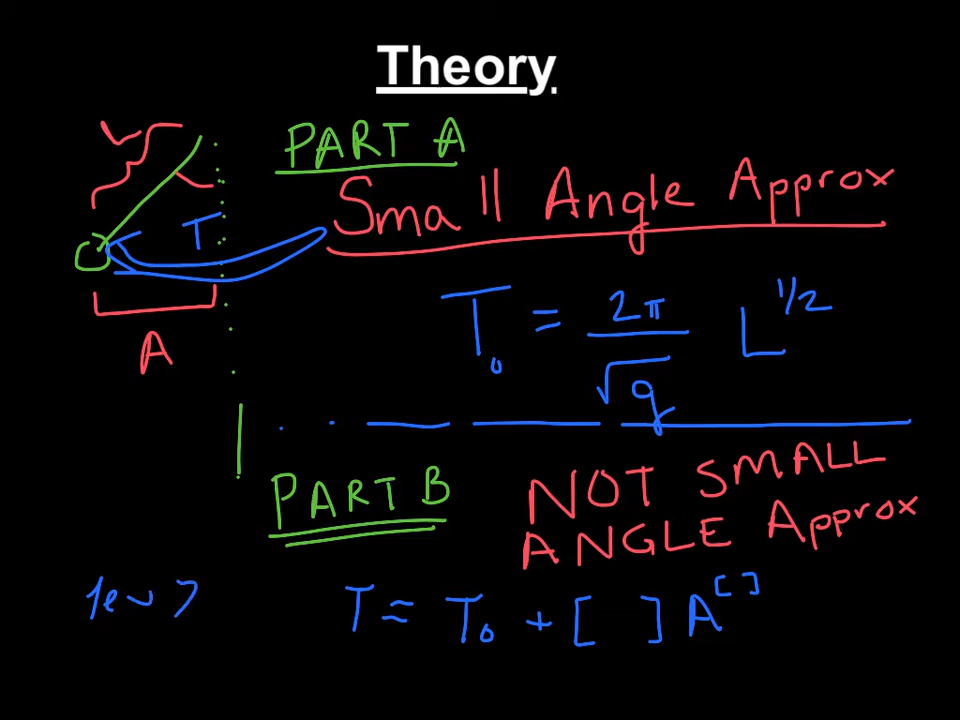 Theory
PART A
Small Angle Approx
L
T
A
T₀ = 2π/√g L^1/2
PART B
NOT SMALL
ANGLE Approx
T ≈ T₀ + [ ] A^[ ]